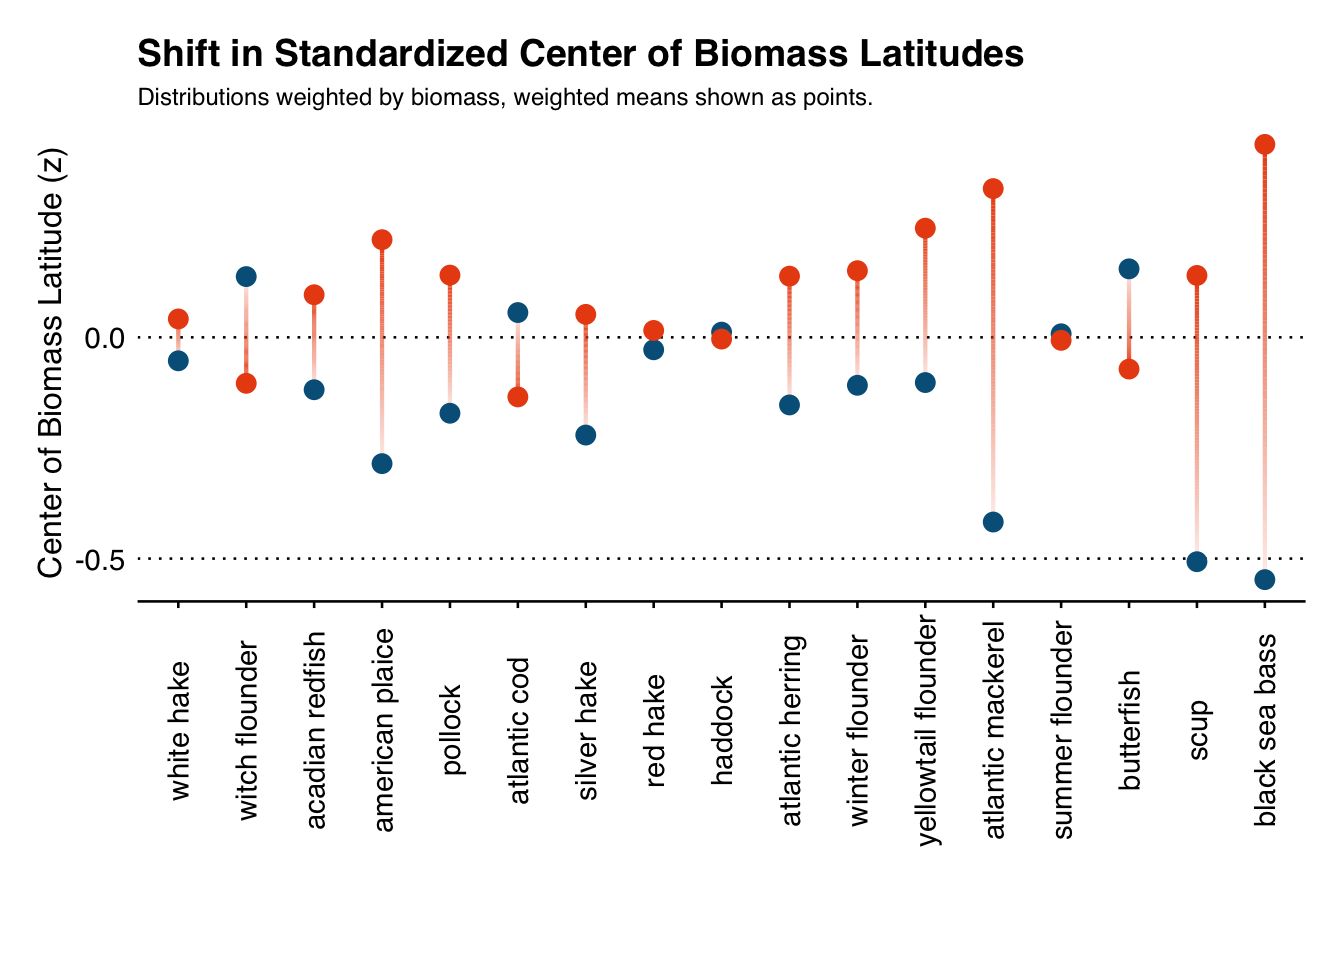 Shift in Standardized Center of Biomass Latitudes
Distributions weighted by biomass, weighted means shown as points.
Center of Biomass Latitude (z)
0.0
-0.5
white hake
witch flounder
acadian redfish
american plaice
pollock
atlantic cod
silver hake
red hake
haddock
atlantic herring
winter flounder
yellowtail flounder
atlantic mackerel
summer flounder
butterfish
scup
black sea bass